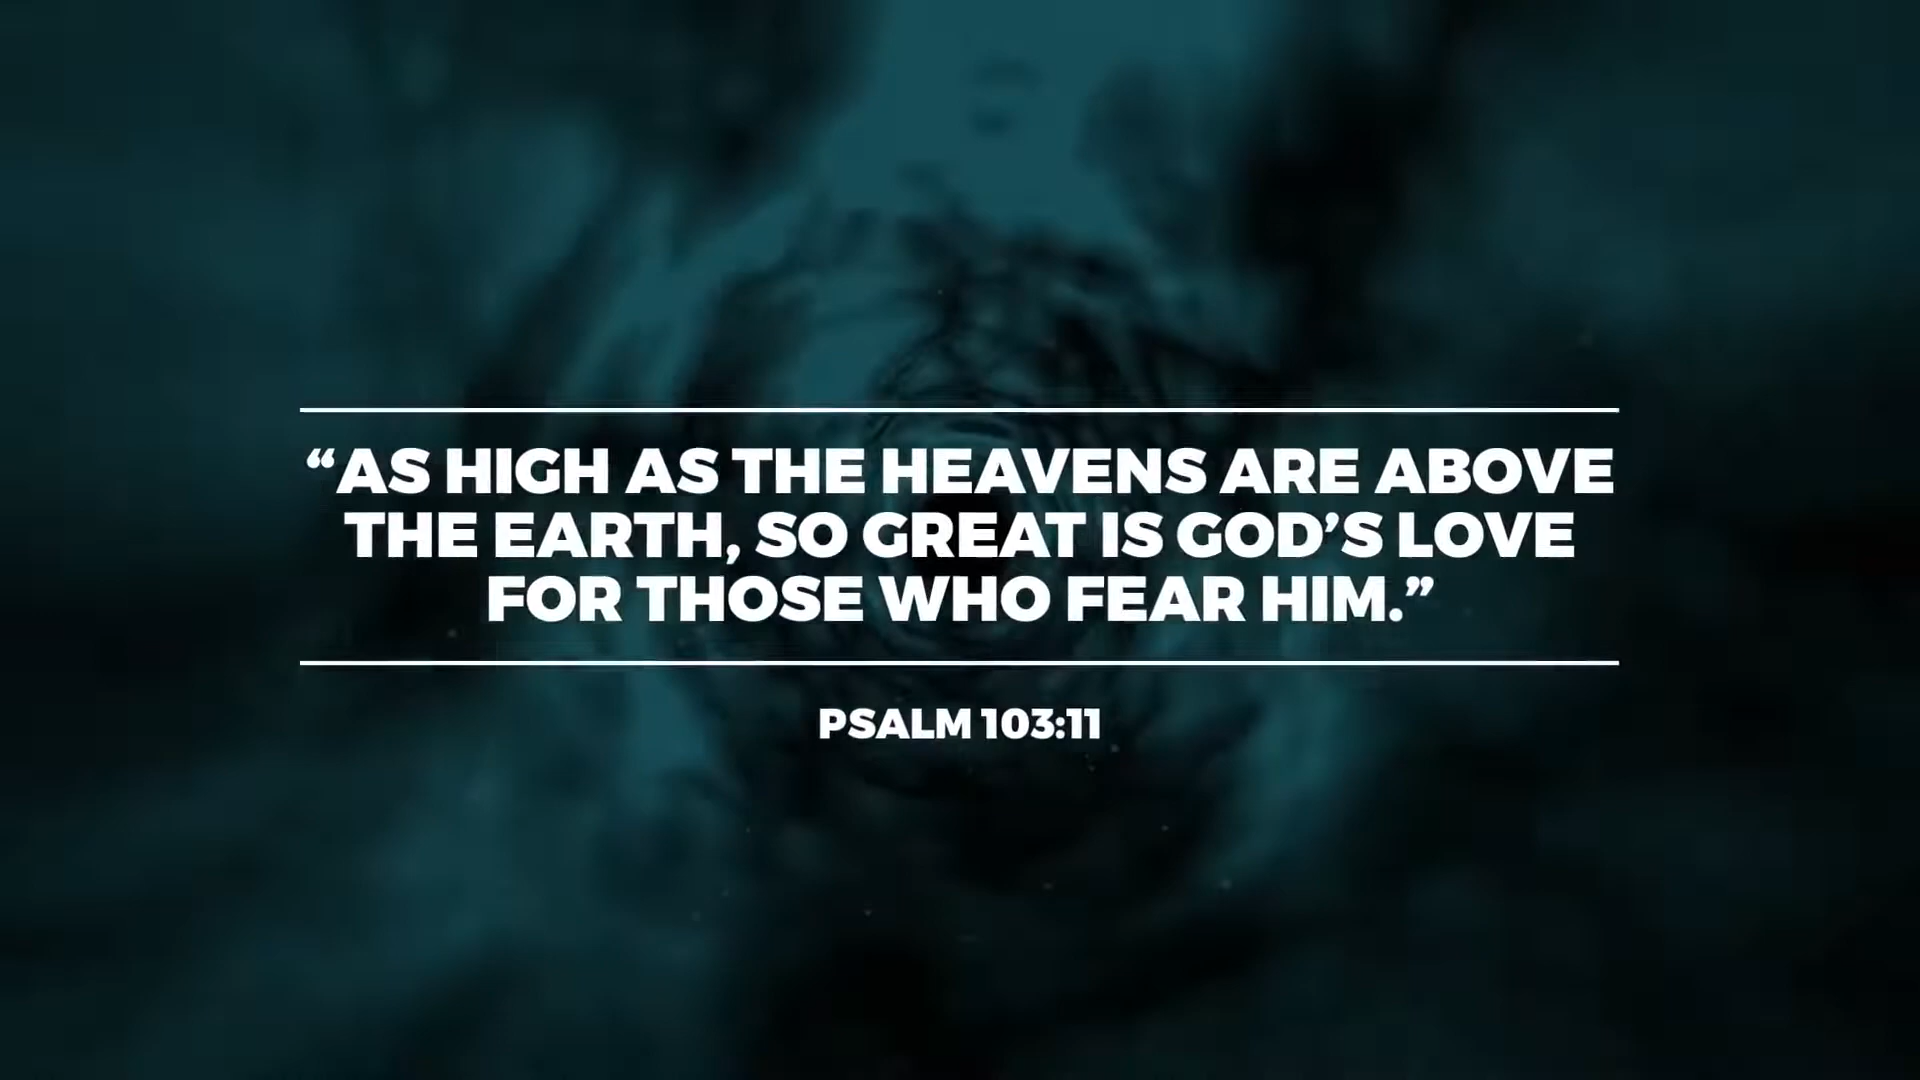 “AS HIGH AS THE HEAVENS ARE ABOVE
THE EARTH, SO GREAT IS GOD’S LOVE
FOR THOSE WHO FEAR HIM.”
PSALM 103:11